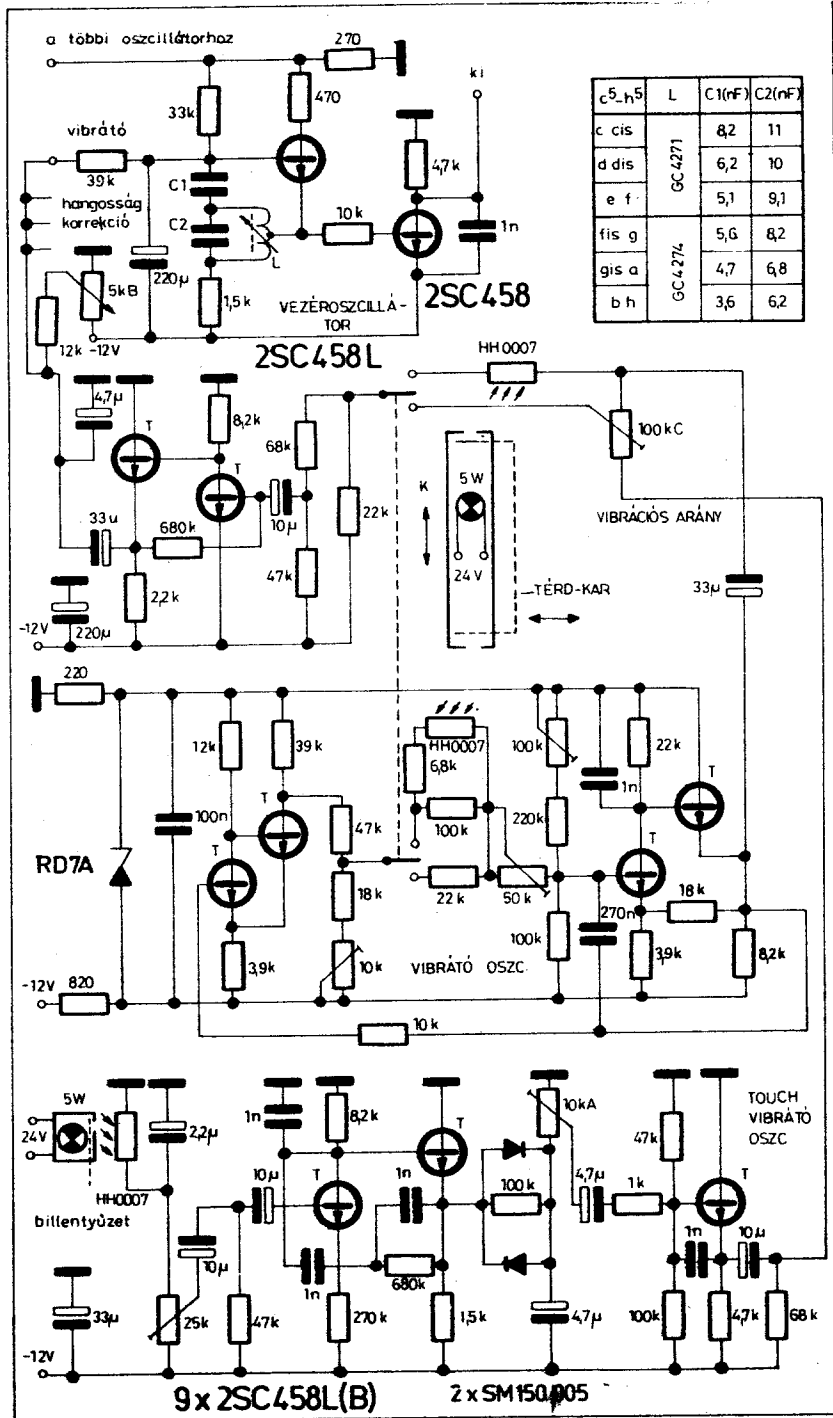 a többi oszcillátorhoz
270
ki
33k
470
vibrátó
39k
C1
4,7k
hangosság
korrekció
C2
10k
1n
220µ
L
5kB
1,5k
VEZÉROSZCILLÁ-
TOR
2SC458
12k
-12V
2SC458L
c⁵-h⁵ L C1(nF) C2(nF)
c cis GC4271 8,2 11
d dis 6,2 10
e f 5,1 9,1
fis g GC4274 5,6 8,2
gis a 4,7 6,8
b h 3,6 6,2
HH0007
4,7µ
T
8,2k
68k
T
100kC
K
5W
33u
680k
10µ
22k
VIBRÁCIÓS ARÁNY
24V
2,2k
47k
TÉRD-KAR
33µ
-12V
220µ
220
12k
39k
HH0007
6,8k
100k
22k
1n
T
100n
T
47k
100k
220k
RD7A
T
18k
22k
50k
270n
18k
100k
3,9k
10k
VIBRÁTÓ OSZC.
3,9k
8,2k
-12V
820
10k
5W
24V
2,2µ
1n
8,2k
T
10kA
TOUCH
VIBRÁTÓ
OSZC
47k
HH0007
10µ
T
1n
100k
4,7µ
1k
T
billentyűzet
10µ
1n
680k
1n
10µ
33µ
25k
47k
270k
1,5k
4,7µ
100k
4,7k
68k
-12V
9x2SC458L(B)
2xSM150/005